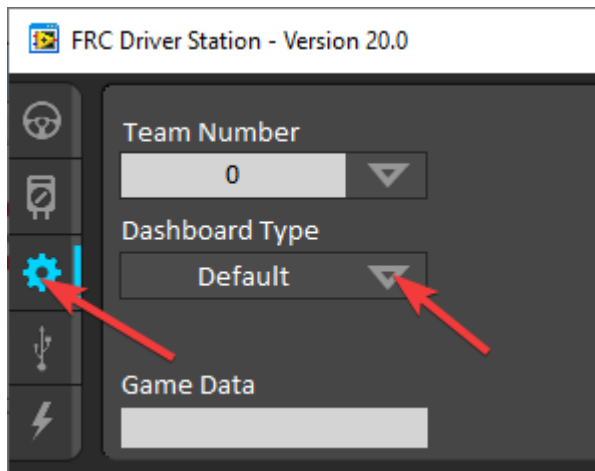 FRC Driver Station - Version 20.0
Team Number
0
Dashboard Type
Default
Game Data